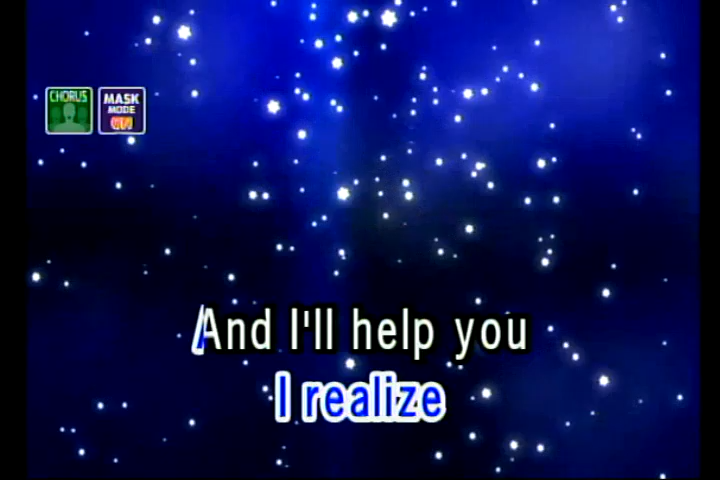 CHORUS
MASK
MODE
ON
And I'll help you
I realize